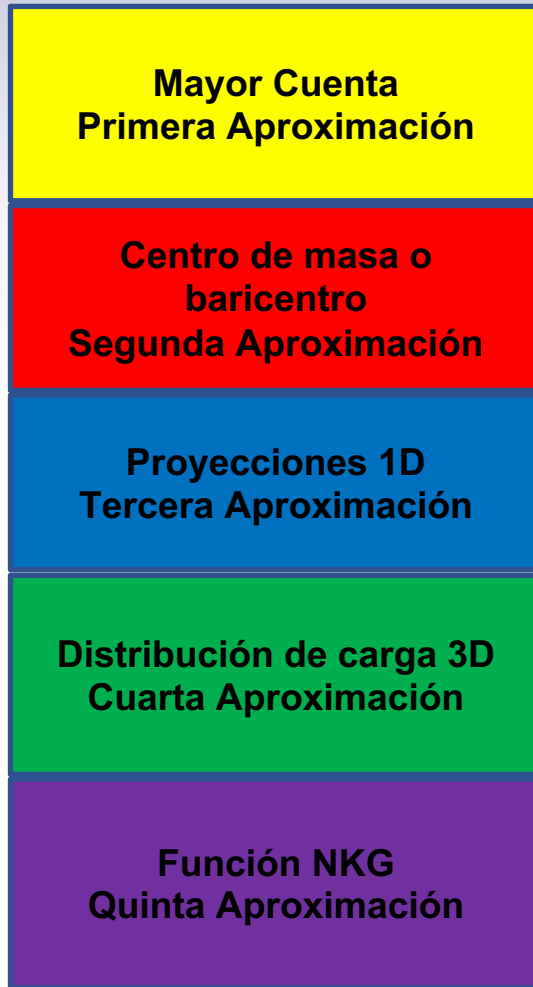 Mayor Cuenta
Primera Aproximación
Centro de masa o
baricentro
Segunda Aproximación
Proyecciones 1D
Tercera Aproximación
Distribución de carga 3D
Cuarta Aproximación
Función NKG
Quinta Aproximación